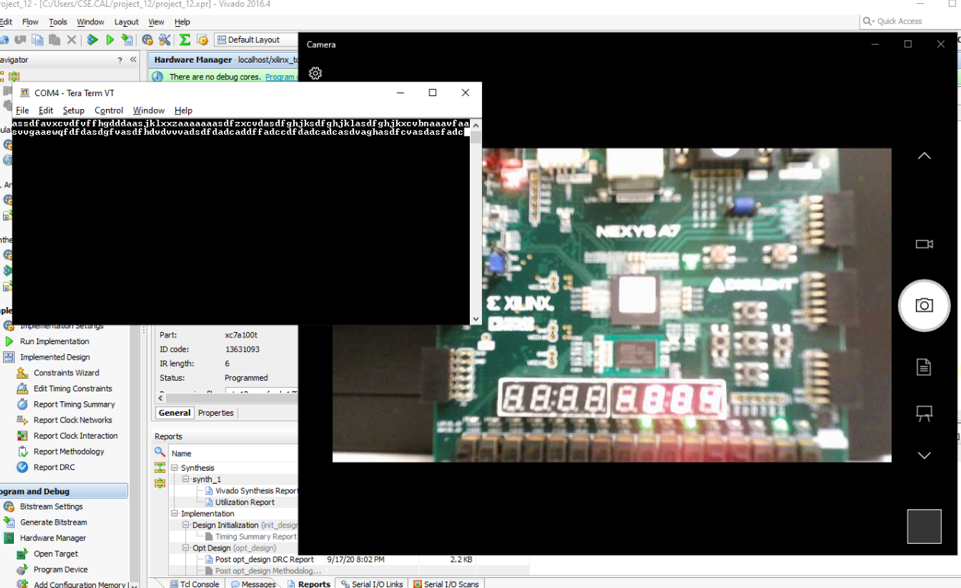 roject_12 - [C:/Users/CSE.CAL/project_12/project_12.xpr] - Vivado 2016.4
Edit Flow Tools Window Layout View Help
Quick Access
Default Layout
Camera
avigator ? «
Hardware Manager - localhost/xilinx_tc
There are no debug cores. Program
COM4 - Tera Term VT
File Edit Setup Control Window Help
Implementation Settings
Run Implementation
Implemented Design
Constraints Wizard
Edit Timing Constraints
Report Timing Summary
Report Clock Networks
Report Clock Interaction
Report Methodology
Report DRC
ogram and Debug
Bitstream Settings
Generate Bitstream
Hardware Manager
Open Target
Program Device
Add Configuration Memory
Part: xc7a100t
ID code: 13631093
IR length: 6
Status: Programmed
General Properties
Reports
Name
Synthesis
synth_1
Vivado Synthesis Report
Utilization Report
Implementation
Design Initialization (init_design
Timing Summary Report
Opt Design (opt_design)
Post opt_design DRC Report 9/17/20 8:02 PM 2.2 KB
Post opt_design Methodolog...
Tcl Console Messages Reports Serial I/O Links Serial I/O Scans
NEXYS A7
DIGILENT
XILINX